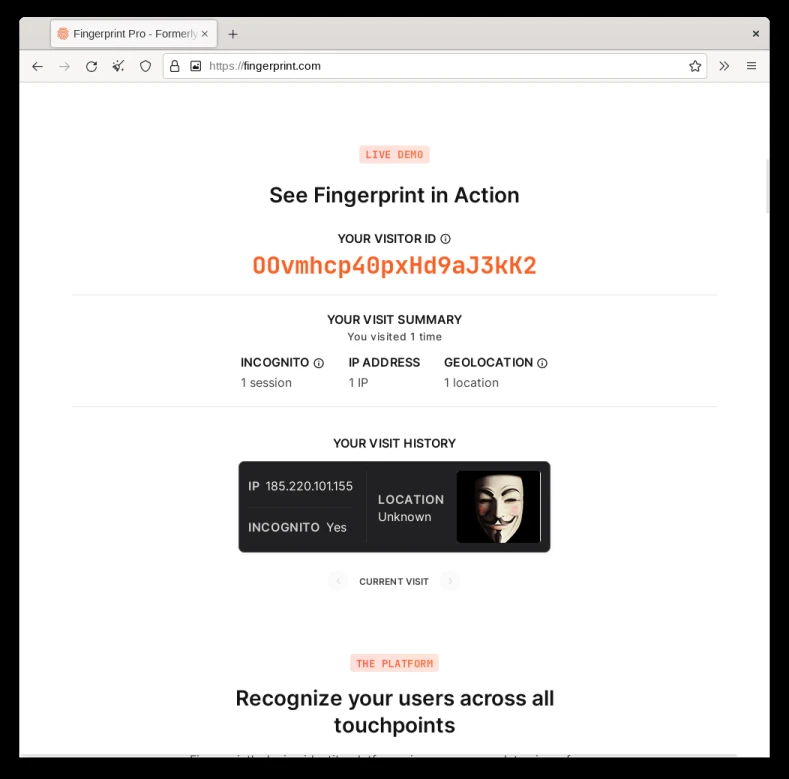 Fingerprint Pro - Formerly
https://fingerprint.com
LIVE DEMO
See Fingerprint in Action
YOUR VISITOR ID
OOvmhcp40pxHd9aJ3kK2
YOUR VISIT SUMMARY
You visited 1 time
INCOGNITO IP ADDRESS GEOLOCATION
1 session 1 IP 1 location
YOUR VISIT HISTORY
IP 185.220.101.155
INCOGNITO Yes
LOCATION
Unknown
CURRENT VISIT
THE PLATFORM
Recognize your users across all
touchpoints